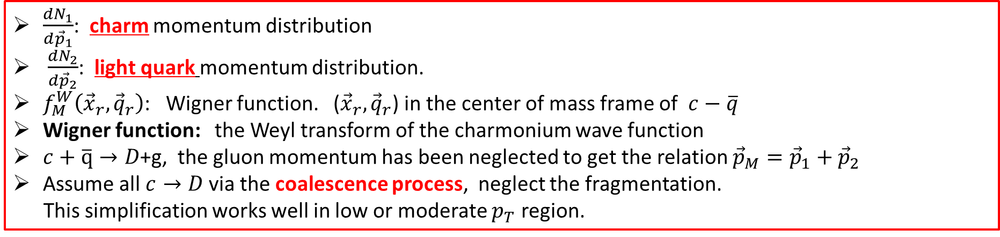 ➢ $\frac{dN_1}{d\vec{p}_1}$: charm momentum distribution
➢ $\frac{dN_2}{d\vec{p}_2}$: light quark momentum distribution.
➢ $f_M^W(\vec{x}_r, \vec{q}_r)$: Wigner function. $(\vec{x}_r, \vec{q}_r)$ in the center of mass frame of $c - \bar{q}$
➢ Wigner function: the Weyl transform of the charmonium wave function
➢ $c + \bar{\mathrm{q}} \rightarrow D$+g, the gluon momentum has been neglected to get the relation $\vec{p}_M = \vec{p}_1 + \vec{p}_2$
➢ Assume all $c \rightarrow D$ via the coalescence process, neglect the fragmentation.
This simplification works well in low or moderate $p_T$ region.